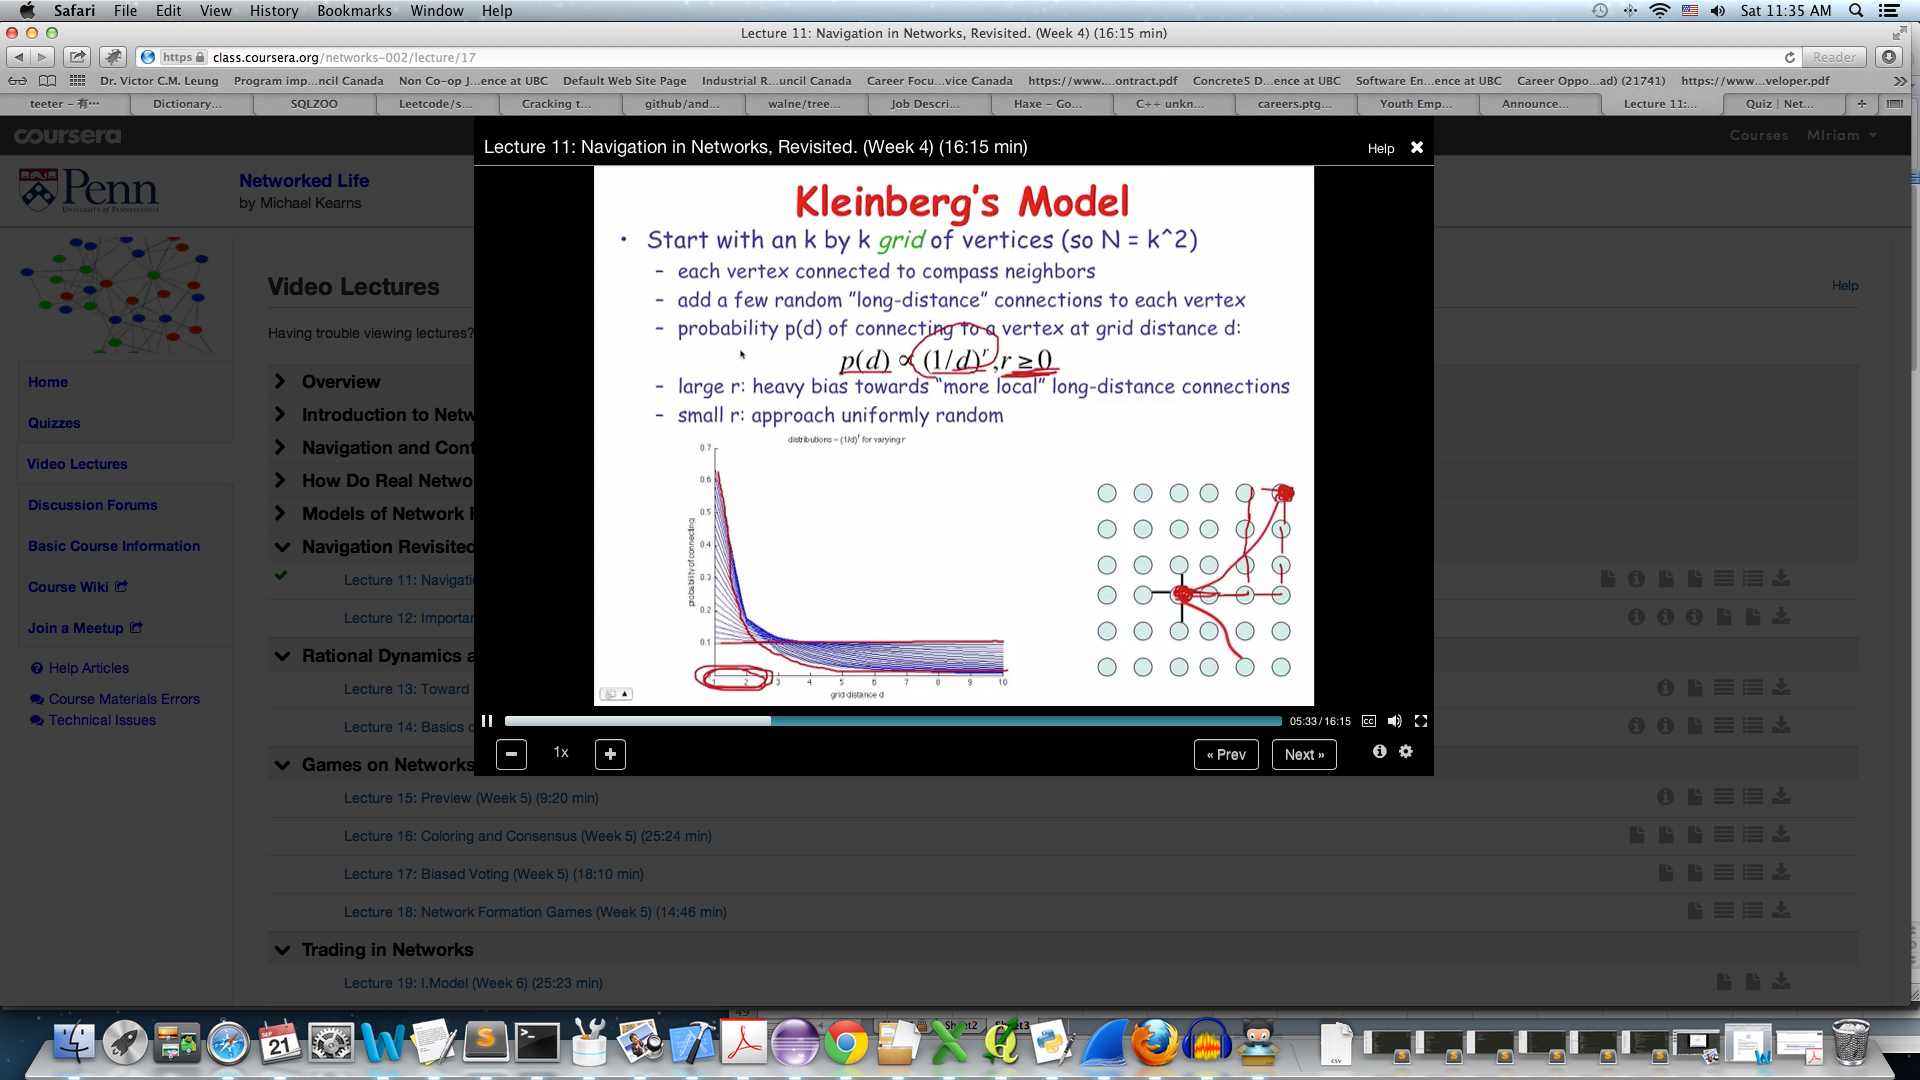 Safari File Edit View History Bookmarks Window Help Sat 11:35 AM
Lecture 11: Navigation in Networks, Revisited. (Week 4) (16:15 min)
https class.coursera.org/networks-002/lecture/17 Reader
Dr. Victor C.M. Leung Program imp...ncil Canada Non Co-op J...ence at UBC Default Web Site Page Industrial R...uncil Canada Career Focu...vice Canada https://www...ontract.pdf Concrete5 D...ence at UBC Software En...ence at UBC Career Oppo...ad) (21741) https://www...veloper.pdf
teeter – 有... Dictionary... SQLZOO Leetcode/s... Cracking t... github/and... walne/tree... Job Descri... Haxe – Go... C++ unkn... careers.ptg... Youth Emp... Announce... Lecture 11:... Quiz | Net...
coursera Courses MIriam
Lecture 11: Navigation in Networks, Revisited. (Week 4) (16:15 min) Help
Penn
UNIVERSITY OF PENNSYLVANIA
Networked Life
by Michael Kearns
Home
Quizzes
Video Lectures
Discussion Forums
Basic Course Information
Course Wiki
Join a Meetup
Help Articles
Course Materials Errors
Technical Issues
Video Lectures
Help
Having trouble viewing lectures?
Overview
Introduction to Netw
Navigation and Cont
How Do Real Netwo
Models of Network F
Navigation Revisited
Lecture 11: Navigati
Lecture 12: Importan
Rational Dynamics a
Lecture 13: Toward
Lecture 14: Basics o
Games on Networks
Lecture 15: Preview (Week 5) (9:20 min)
Lecture 16: Coloring and Consensus (Week 5) (25:24 min)
Lecture 17: Biased Voting (Week 5) (18:10 min)
Lecture 18: Network Formation Games (Week 5) (14:46 min)
Trading in Networks
Lecture 19: I.Model (Week 6) (25:23 min)
Kleinberg's Model
• Start with an k by k grid of vertices (so N = k^2)
– each vertex connected to compass neighbors
– add a few random "long-distance" connections to each vertex
– probability p(d) of connecting to a vertex at grid distance d:
p(d) ∝ (1/d)^r, r ≥ 0
– large r: heavy bias towards "more local" long-distance connections
– small r: approach uniformly random
distributions ~ (1/d)^r for varying r
0.7
0.6
0.5
0.4
0.3
0.2
0.1
probability of connecting
1 2 3 4 5 6 7 8 9 10
grid distance d
05:33 / 16:15 CC
1x « Prev Next »
49 Sheet2 Sheet3
SEP
21
CSV